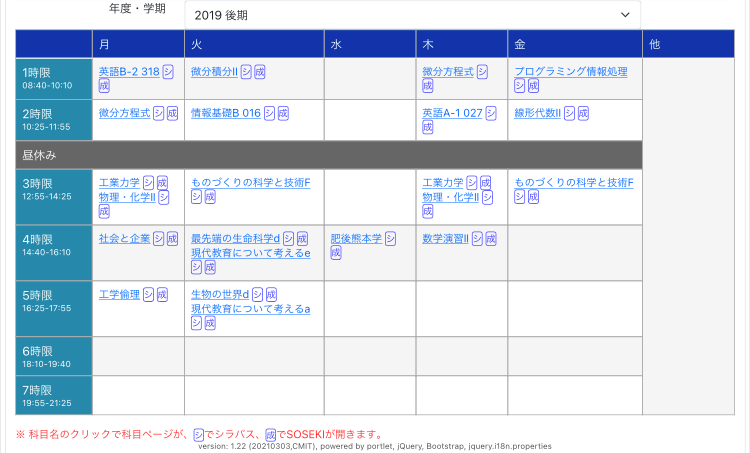 年度・学期 2019 後期
月 火 水 木 金 他
1時限 英語B-2 318 シ 微分積分II シ 成 微分方程式 シ プログラミング情報処理
08:40-10:10 成 成 シ 成
2時限 微分方程式 シ 成 情報基礎B 016 シ 成 英語A-1 027 シ 線形代数II シ 成
10:25-11:55 成
昼休み
3時限 工業力学 シ 成 ものづくりの科学と技術F 工業力学 シ 成 ものづくりの科学と技術F
12:55-14:25 物理・化学II シ シ 成 物理・化学II シ シ 成
成 成
4時限 社会と企業 シ 成 最先端の生命科学d シ 成 肥後熊本学 シ 数学演習II シ 成
14:40-16:10 現代教育について考えるe 成
シ 成
5時限 工学倫理 シ 成 生物の世界d シ 成
16:25-17:55 現代教育について考えるa
シ 成
6時限
18:10-19:40
7時限
19:55-21:25
※ 科目名のクリックで科目ページが、シでシラバス、成でSOSEKIが開きます。
version: 1.22 (20210303,CMIT), powered by portlet, jQuery, Bootstrap, jquery.i18n.properties